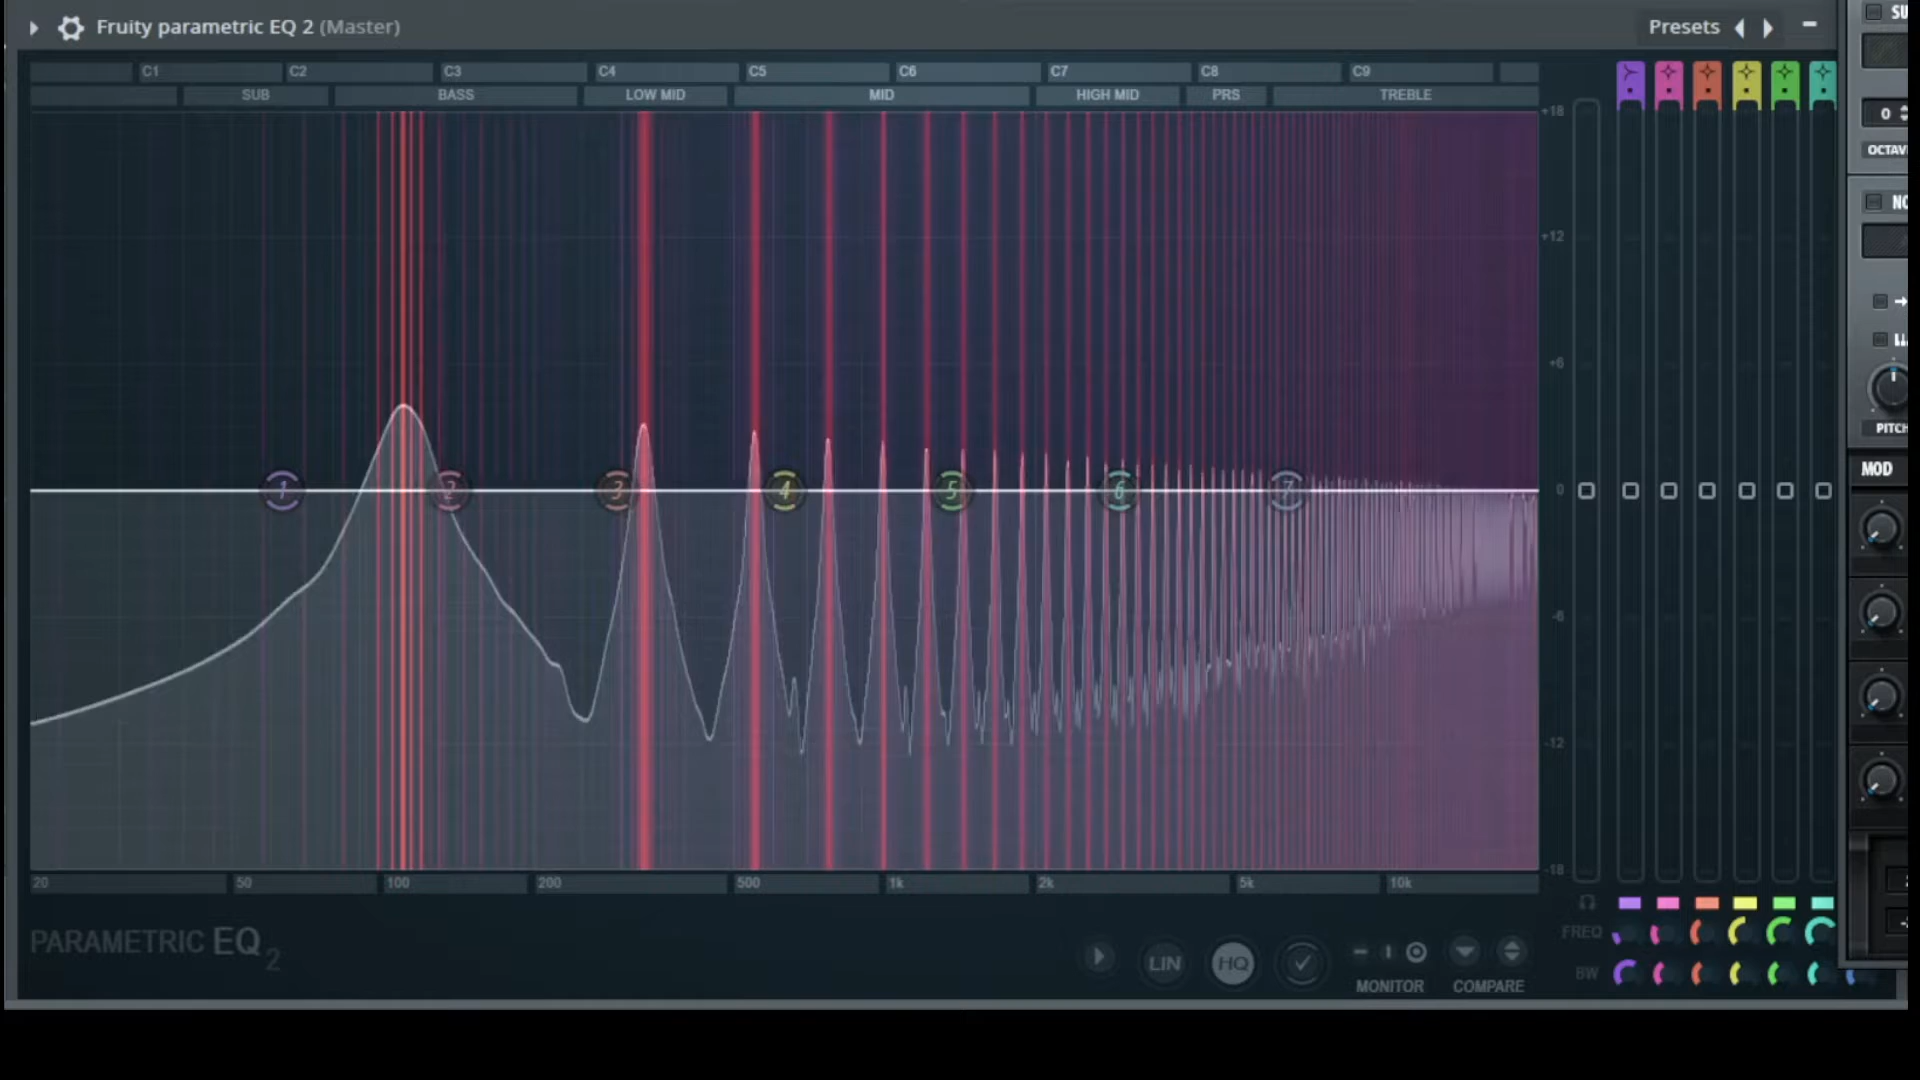 Fruity parametric EQ 2 (Master) Presets
C1 C2 C3 C4 C5 C6 C7 C8 C9
SUB BASS LOW MID MID HIGH MID PRS TREBLE
+18
+12
+6
0
-6
-12
-18
1 2 3 4 5 6 7
20 50 100 200 500 1k 2k 5k 10k
PARAMETRIC EQ 2
LIN HQ
MONITOR COMPARE
FREQ
BW
0
OCTAV
PITCH
MOD